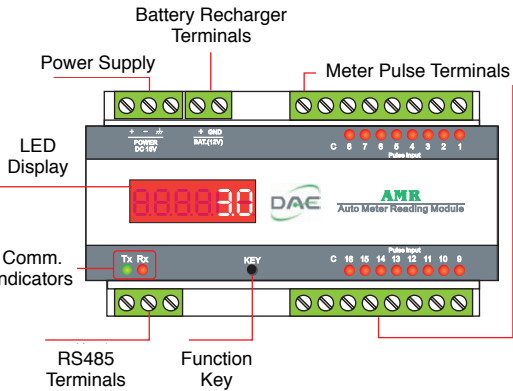 Battery Recharger
Terminals
Power Supply
Meter Pulse Terminals
+ - 
POWER
DC 15V
+ GND
BAT.(12V)
C 8 7 6 5 4 3 2 1
Pulse Input
LED
Display
3.0
DAE
AMR
Auto Meter Reading Module
Comm.
Indicators
Tx Rx
KEY
Pulse Input
C 16 15 14 13 12 11 10 9
RS485
Terminals
Function
Key